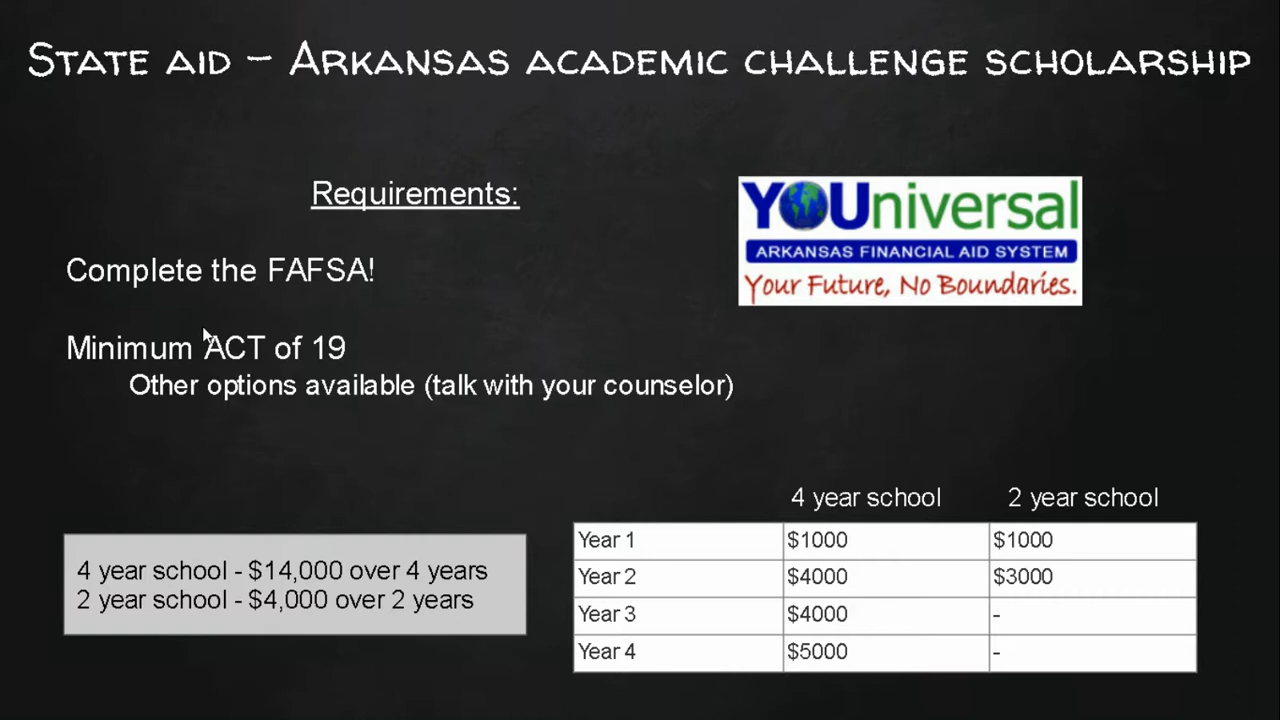 State aid – Arkansas academic challenge scholarship
Requirements:
Complete the FAFSA!
Minimum ACT of 19
Other options available (talk with your counselor)
YOUniversal
ARKANSAS FINANCIAL AID SYSTEM
Your Future, No Boundaries.
4 year school - $14,000 over 4 years
2 year school - $4,000 over 2 years
4 year school 2 year school
Year 1 $1000 $1000
Year 2 $4000 $3000
Year 3 $4000 -
Year 4 $5000 -